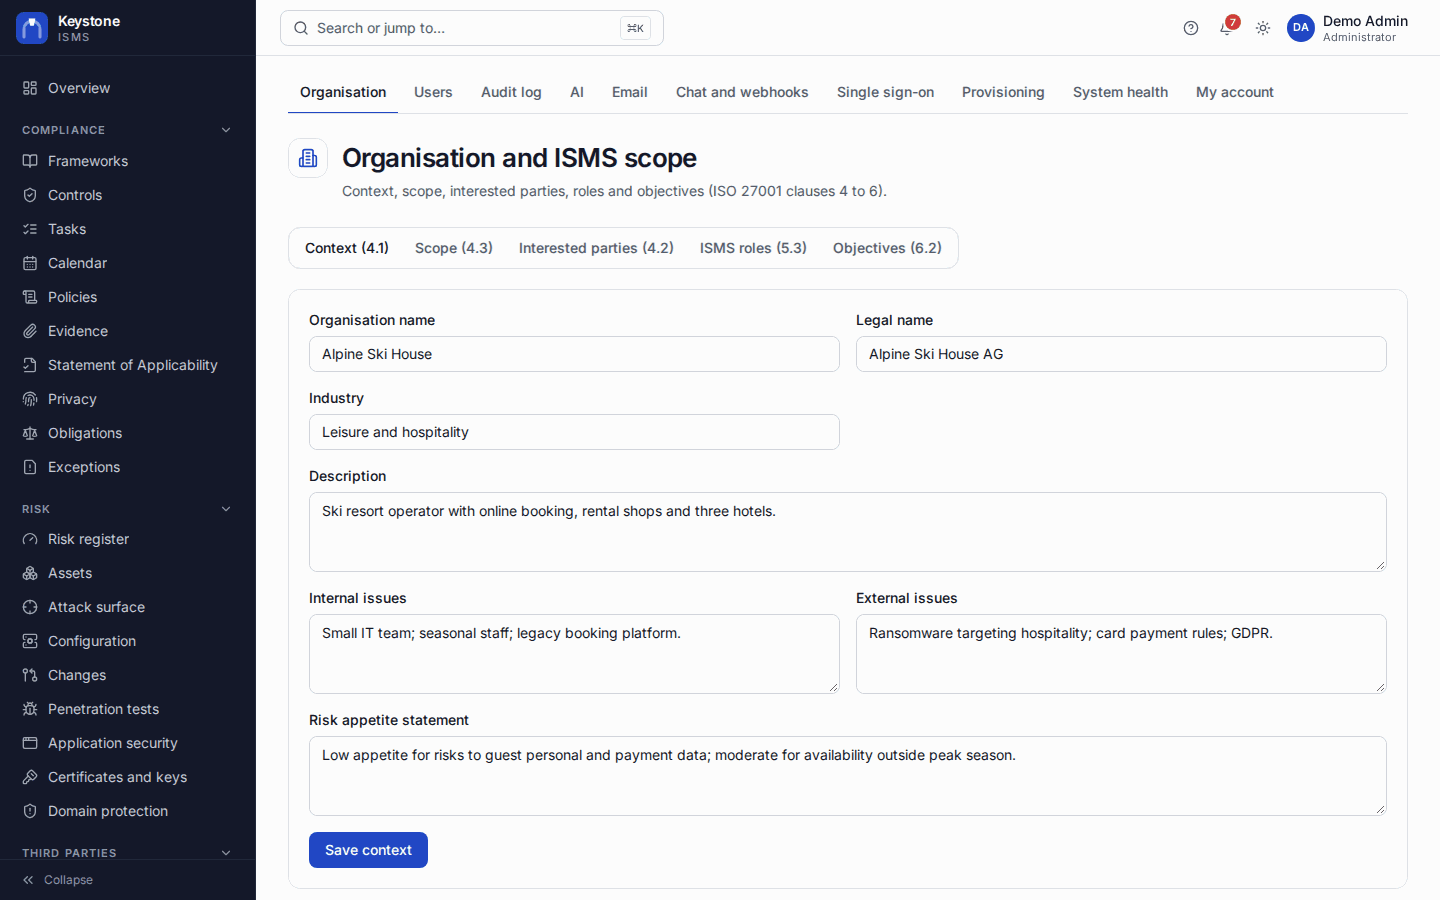 Keystone
ISMS
Search or jump to...
⌘K
7
DA
Demo Admin
Administrator
Overview
COMPLIANCE
Frameworks
Controls
Tasks
Calendar
Policies
Evidence
Statement of Applicability
Privacy
Obligations
Exceptions
RISK
Risk register
Assets
Attack surface
Configuration
Changes
Penetration tests
Application security
Certificates and keys
Domain protection
THIRD PARTIES
Collapse
Organisation Users Audit log AI Email Chat and webhooks Single sign-on Provisioning System health My account
Organisation and ISMS scope
Context, scope, interested parties, roles and objectives (ISO 27001 clauses 4 to 6).
Context (4.1) Scope (4.3) Interested parties (4.2) ISMS roles (5.3) Objectives (6.2)
Organisation name
Alpine Ski House
Legal name
Alpine Ski House AG
Industry
Leisure and hospitality
Description
Ski resort operator with online booking, rental shops and three hotels.
Internal issues
Small IT team; seasonal staff; legacy booking platform.
External issues
Ransomware targeting hospitality; card payment rules; GDPR.
Risk appetite statement
Low appetite for risks to guest personal and payment data; moderate for availability outside peak season.
Save context